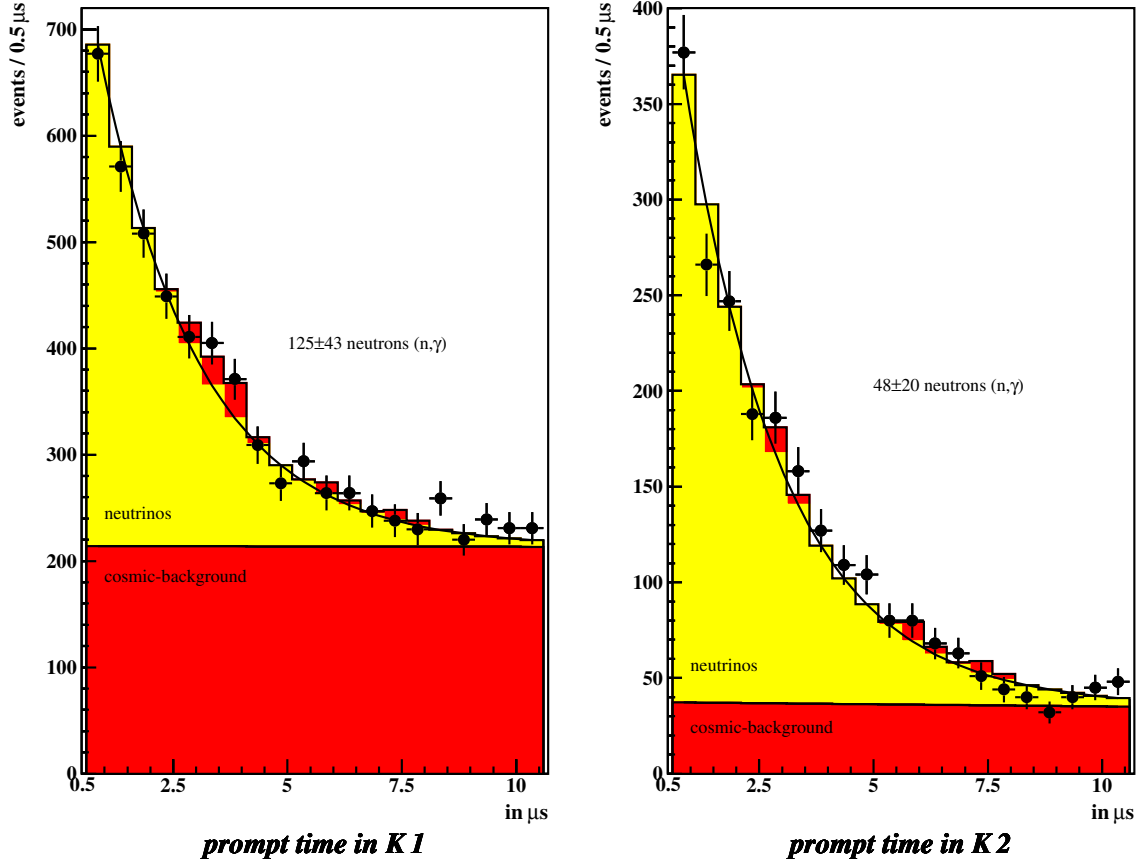 events / 0.5 μs
700
600
500
400
300
200
100
0
125±43 neutrons (n,γ)
neutrinos
cosmic-background
0.5
2.5
5
7.5
10
in μs
prompt time in K 1
events / 0.5 μs
400
350
300
250
200
150
100
50
0
48±20 neutrons (n,γ)
neutrinos
cosmic-background
0.5
2.5
5
7.5
10
in μs
prompt time in K 2